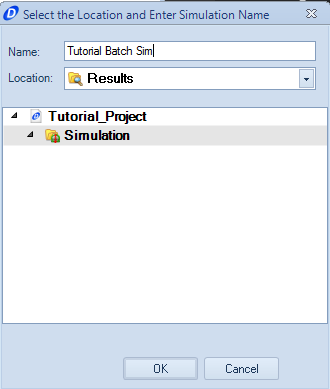 Select the Location and Enter Simulation Name
Name: Tutorial Batch Sim
Location: Results
Tutorial_Project
Simulation
OK Cancel